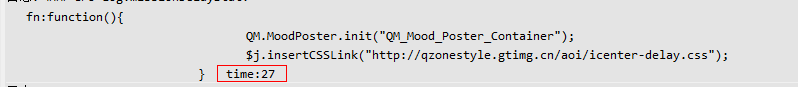 fn:function(){
QM.MoodPoster.init("QM_Mood_Poster_Container");
$j.insertCSSLink("http://qzonestyle.gtimg.cn/aoi/icenter-delay.css");
} time:27